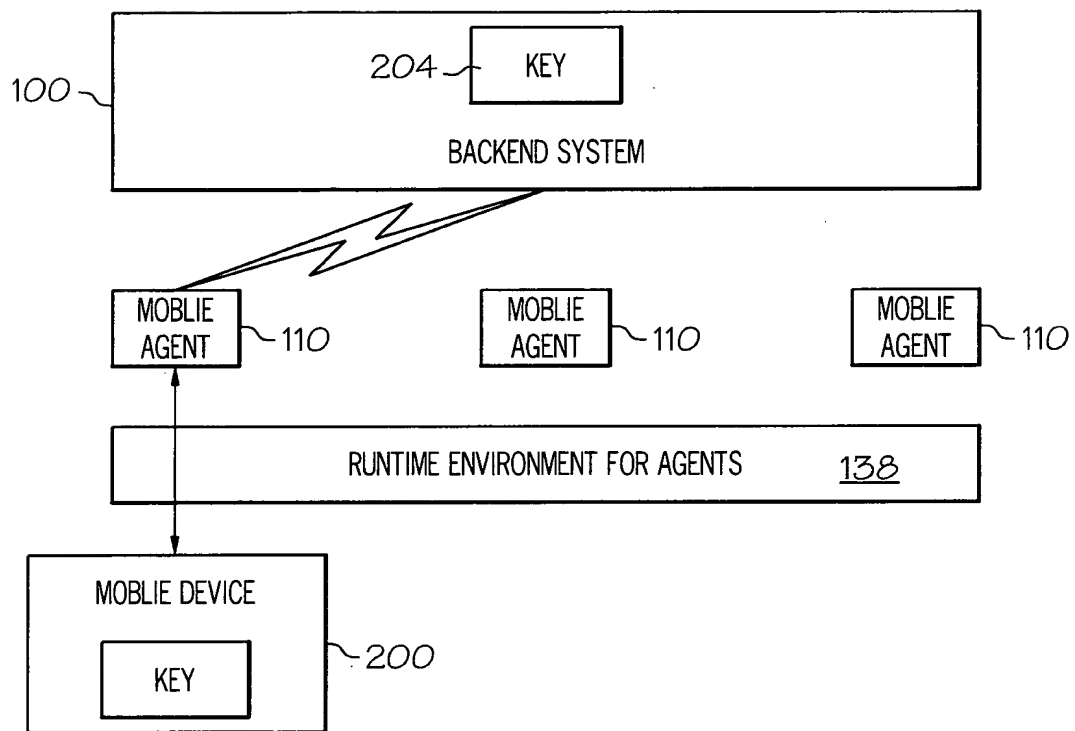 204
KEY
100
BACKEND SYSTEM
MOBLIE
AGENT
110
MOBLIE
AGENT
110
MOBLIE
AGENT
110
RUNTIME ENVIRONMENT FOR AGENTS 138
MOBLIE DEVICE
200
KEY